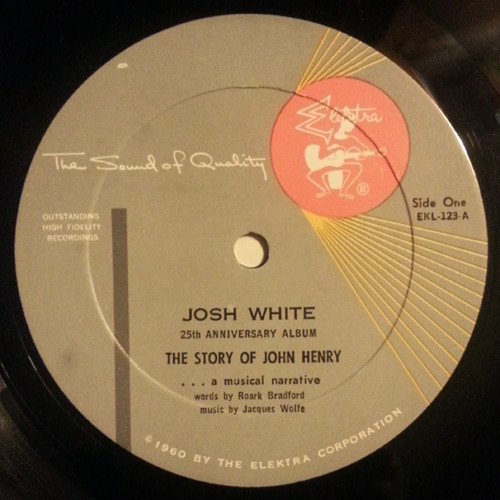 Elektra
®
The Sound of Quality
OUTSTANDING
HIGH FIDELITY
RECORDINGS
Side One
EKL-123-A
JOSH WHITE
25th ANNIVERSARY ALBUM
THE STORY OF JOHN HENRY
. . . a musical narrative
words by Roark Bradford
music by Jacques Wolfe
©1960 BY THE ELEKTRA CORPORATION